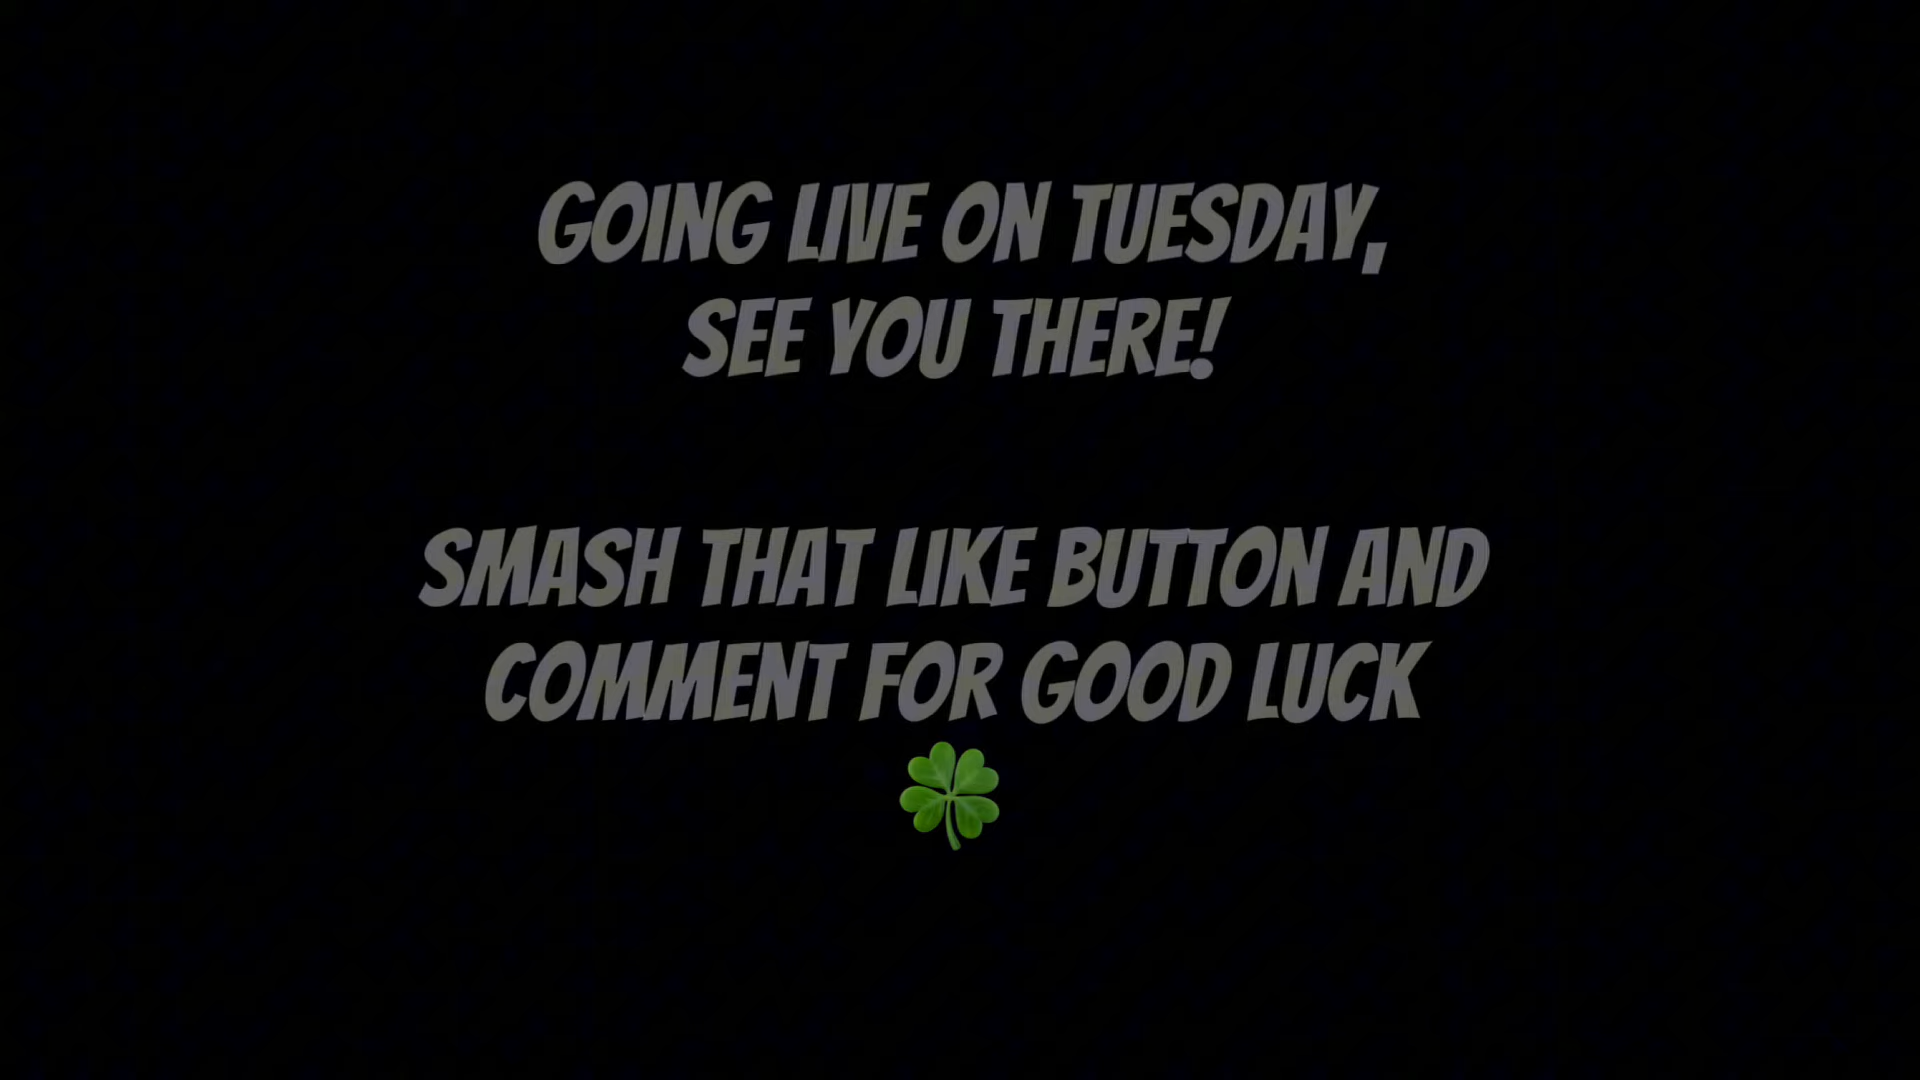 GOING LIVE ON TUESDAY,
SEE YOU THERE!
SMASH THAT LIKE BUTTON AND
COMMENT FOR GOOD LUCK
🍀